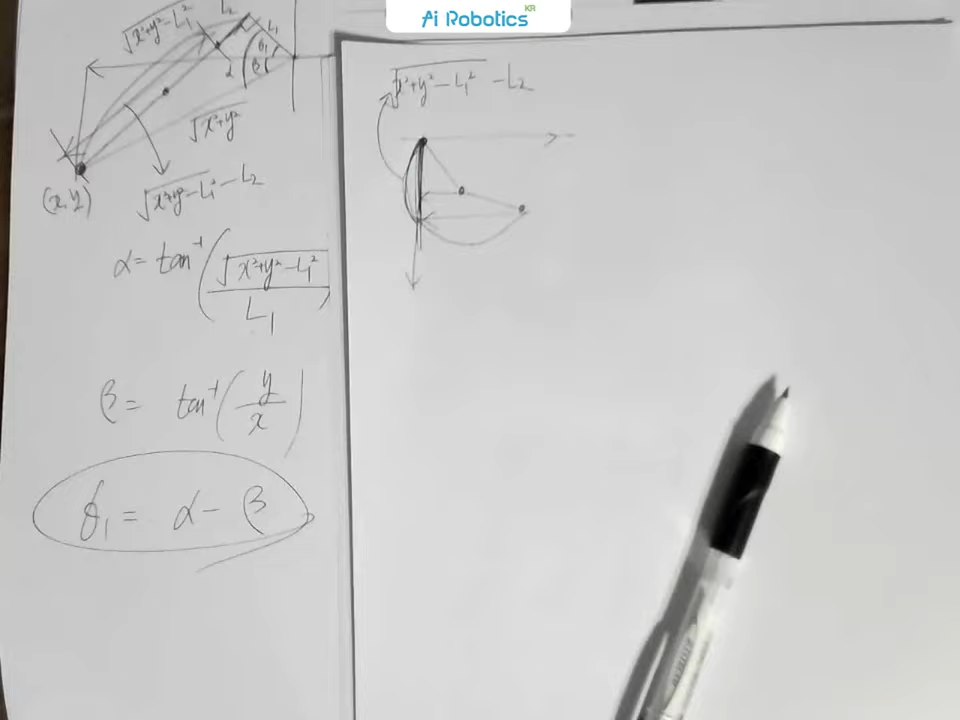 Ai Robotics KR
√x²+y²-L₁²
L₂
L₁
θ₁
α
β
√x²+y²
(x,y)
√x²+y²-L₁² -L₂
α= tan⁻¹(√x²+y²-L₁² / L₁)
β= tan⁻¹(y/x)
θ₁= α-β
√x²+y²-L₁² -L₂